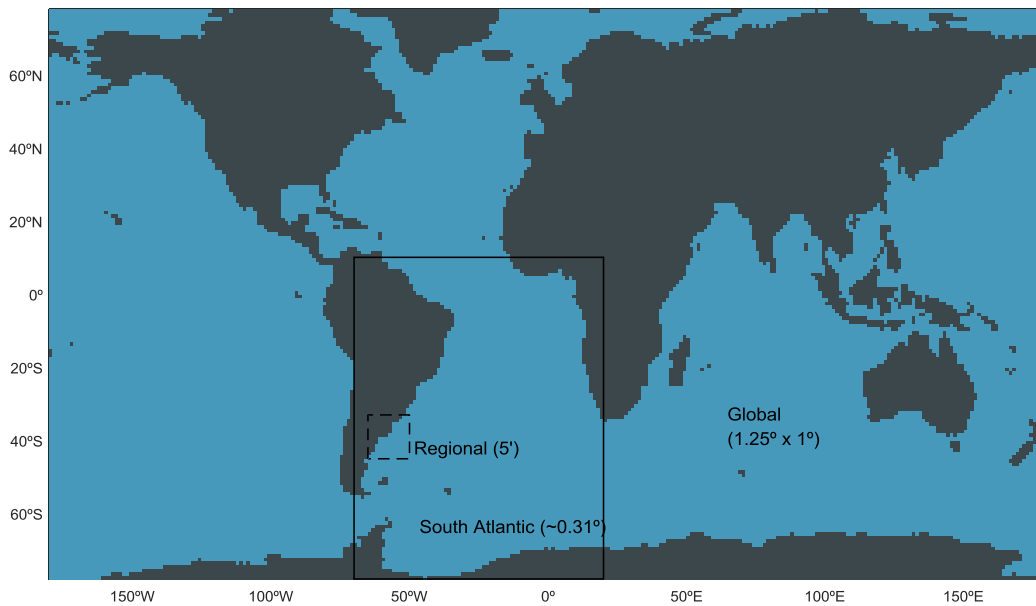 60ºN
40ºN
20ºN
0º
20ºS
40ºS
60ºS
Global
(1.25º x 1º)
Regional (5')
South Atlantic (~0.31º)
150ºW
100ºW
50ºW
0º
50ºE
100ºE
150ºE